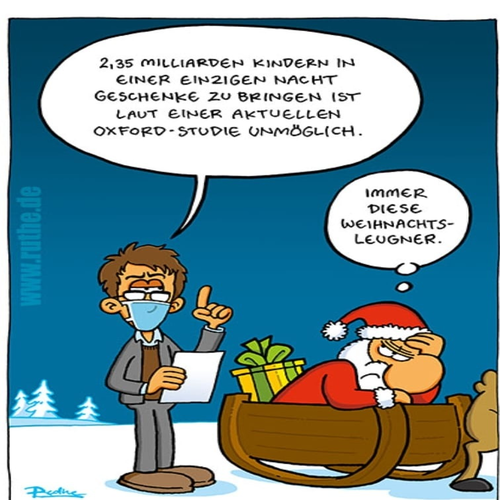 2,35 MILLIARDEN KINDERN IN
EINER EINZIGEN NACHT
GESCHENKE ZU BRINGEN IST
LAUT EINER AKTUELLEN
OXFORD-STUDIE UNMÖGLICH.
IMMER
DIESE
WEIHNACHTS-
LEUGNER.
www.ruthe.de
Ruthe